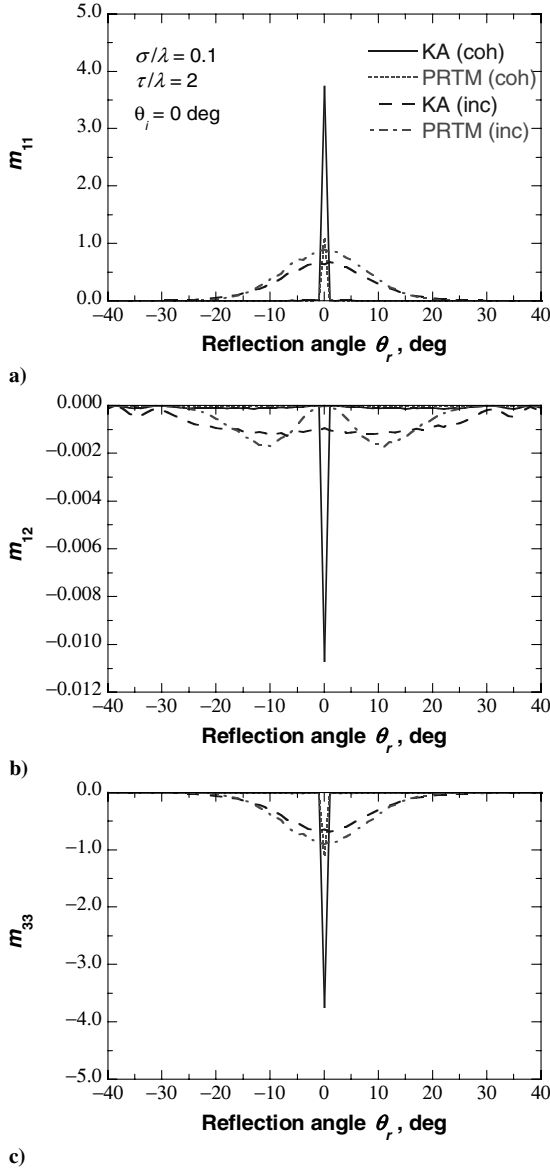 5.0
4.0
3.0
2.0
1.0
0.0
m11
σ/λ = 0.1
τ/λ = 2
θi = 0 deg
KA (coh)
PRTM (coh)
KA (inc)
PRTM (inc)
−40 −30 −20 −10 0 10 20 30 40
Reflection angle θr , deg
a)
0.000
−0.002
−0.004
−0.006
−0.008
−0.010
−0.012
m12
−40 −30 −20 −10 0 10 20 30 40
Reflection angle θr , deg
b)
0.0
−1.0
−2.0
−3.0
−4.0
−5.0
m33
−40 −30 −20 −10 0 10 20 30 40
Reflection angle θr , deg
c)